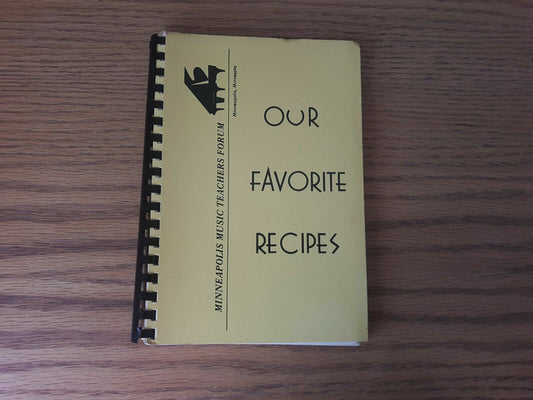 MINNEAPOLIS MUSIC TEACHERS FORUM
Minneapolis, Minnesota
OUR
FAVORITE
RECIPES